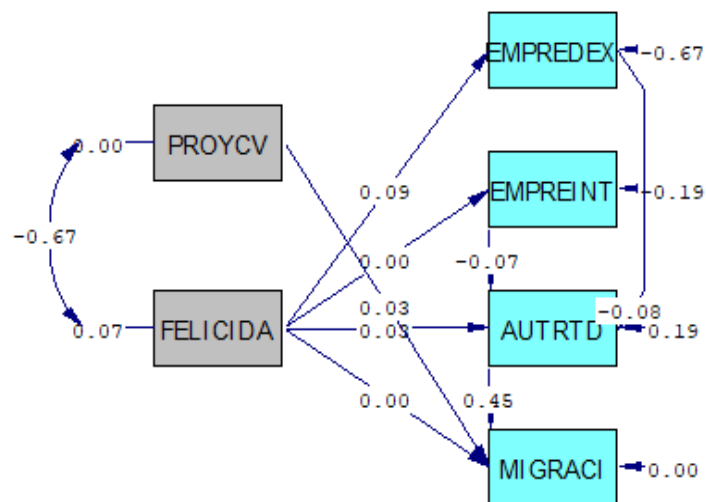 EMPREDEX
-0.67
0.00
PROYCV
0.09
EMPREINT
-0.19
-0.67
0.00
-0.07
0.03
-0.08
0.07
FELICIDA
0.03
AUTRTD
0.19
0.00
0.45
MIGRACI
0.00